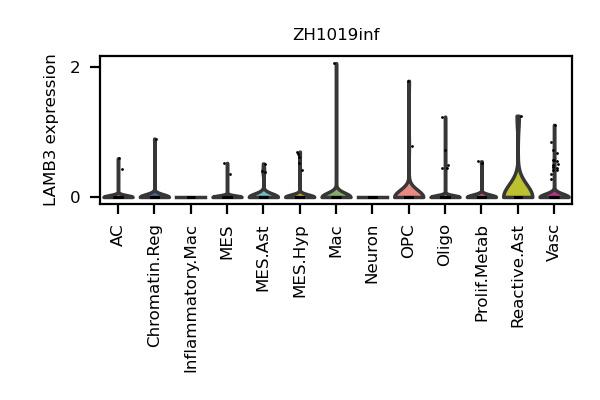 ZH1019inf
LAMB3 expression
2
0
AC
Chromatin.Reg
Inflammatory.Mac
MES
MES.Ast
MES.Hyp
Mac
Neuron
OPC
Oligo
Prolif.Metab
Reactive.Ast
Vasc